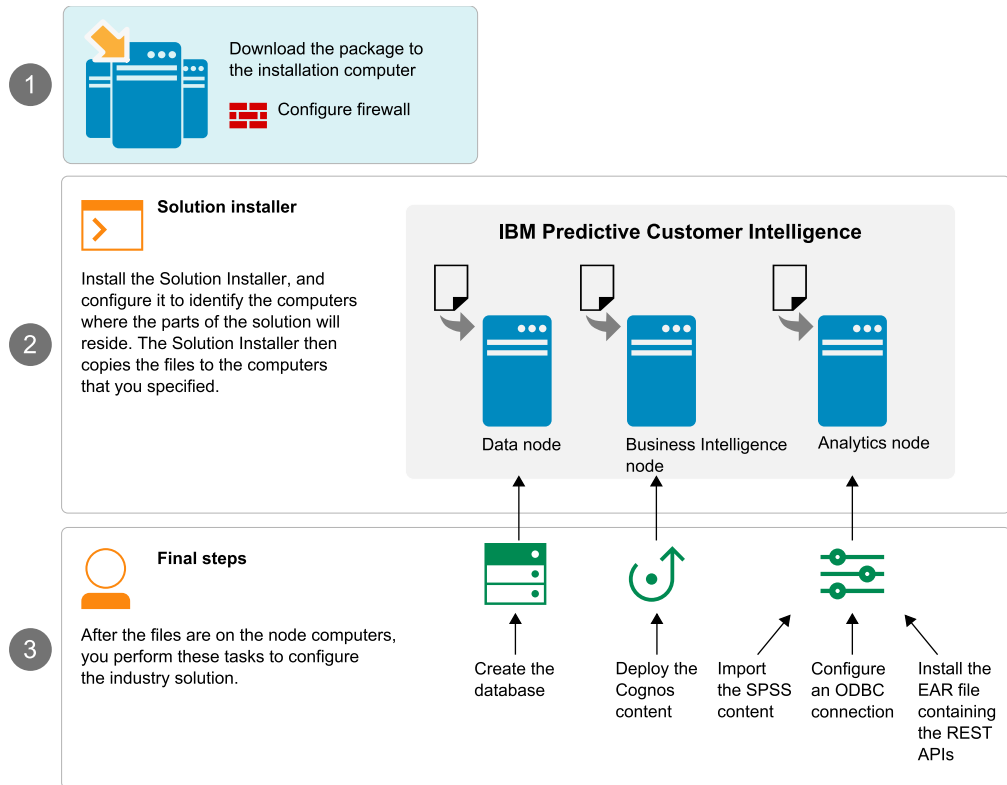 1
Download the package to
the installation computer
Configure firewall
2
Solution installer
Install the Solution Installer, and
configure it to identify the computers
where the parts of the solution will
reside. The Solution Installer then
copies the files to the computers
that you specified.
IBM Predictive Customer Intelligence
Data node
Business Intelligence
node
Analytics node
3
Final steps
After the files are on the node computers,
you perform these tasks to configure
the industry solution.
Create the
database
Deploy the
Cognos
content
Import
the SPSS
content
Configure
an ODBC
connection
Install the
EAR file
containing
the REST
APIs